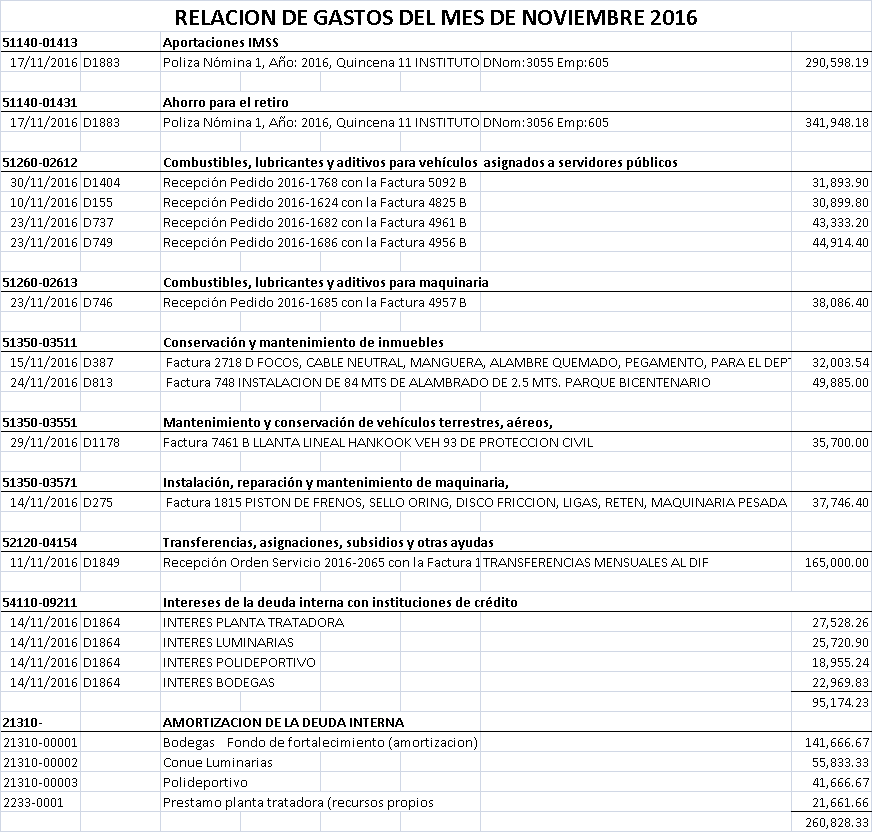 RELACION DE GASTOS DEL MES DE NOVIEMBRE 2016
51140-01413 Aportaciones IMSS
17/11/2016 D1883 Poliza Nómina 1, Año: 2016, Quincena 11 INSTITUTO DNom:3055 Emp:605 290,598.19
51140-01431 Ahorro para el retiro
17/11/2016 D1883 Poliza Nómina 1, Año: 2016, Quincena 11 INSTITUTO DNom:3056 Emp:605 341,948.18
51260-02612 Combustibles, lubricantes y aditivos para vehículos asignados a servidores públicos
30/11/2016 D1404 Recepción Pedido 2016-1768 con la Factura 5092 B 31,893.90
10/11/2016 D155 Recepción Pedido 2016-1624 con la Factura 4825 B 30,899.80
23/11/2016 D737 Recepción Pedido 2016-1682 con la Factura 4961 B 43,333.20
23/11/2016 D749 Recepción Pedido 2016-1686 con la Factura 4956 B 44,914.40
51260-02613 Combustibles, lubricantes y aditivos para maquinaria
23/11/2016 D746 Recepción Pedido 2016-1685 con la Factura 4957 B 38,086.40
51350-03511 Conservación y mantenimiento de inmuebles
15/11/2016 D387 Factura 2718 D FOCOS, CABLE NEUTRAL, MANGUERA, ALAMBRE QUEMADO, PEGAMENTO, PARA EL DEPT 32,003.54
24/11/2016 D813 Factura 748 INSTALACION DE 84 MTS DE ALAMBRADO DE 2.5 MTS. PARQUE BICENTENARIO 49,885.00
51350-03551 Mantenimiento y conservación de vehículos terrestres, aéreos,
29/11/2016 D1178 Factura 7461 B LLANTA LINEAL HANKOOK VEH 93 DE PROTECCION CIVIL 35,700.00
51350-03571 Instalación, reparación y mantenimiento de maquinaria,
14/11/2016 D275 Factura 1815 PISTON DE FRENOS, SELLO ORING, DISCO FRICCION, LIGAS, RETEN, MAQUINARIA PESADA 37,746.40
52120-04154 Transferencias, asignaciones, subsidios y otras ayudas
11/11/2016 D1849 Recepción Orden Servicio 2016-2065 con la Factura 1 TRANSFERENCIAS MENSUALES AL DIF 165,000.00
54110-09211 Intereses de la deuda interna con instituciones de crédito
14/11/2016 D1864 INTERES PLANTA TRATADORA 27,528.26
14/11/2016 D1864 INTERES LUMINARIAS 25,720.90
14/11/2016 D1864 INTERES POLIDEPORTIVO 18,955.24
14/11/2016 D1864 INTERES BODEGAS 22,969.83
95,174.23
21310- AMORTIZACION DE LA DEUDA INTERNA
21310-00001 Bodegas Fondo de fortalecimiento (amortizacion) 141,666.67
21310-00002 Conue Luminarias 55,833.33
21310-00003 Polideportivo 41,666.67
2233-0001 Prestamo planta tratadora (recursos propios 21,661.66
260,828.33